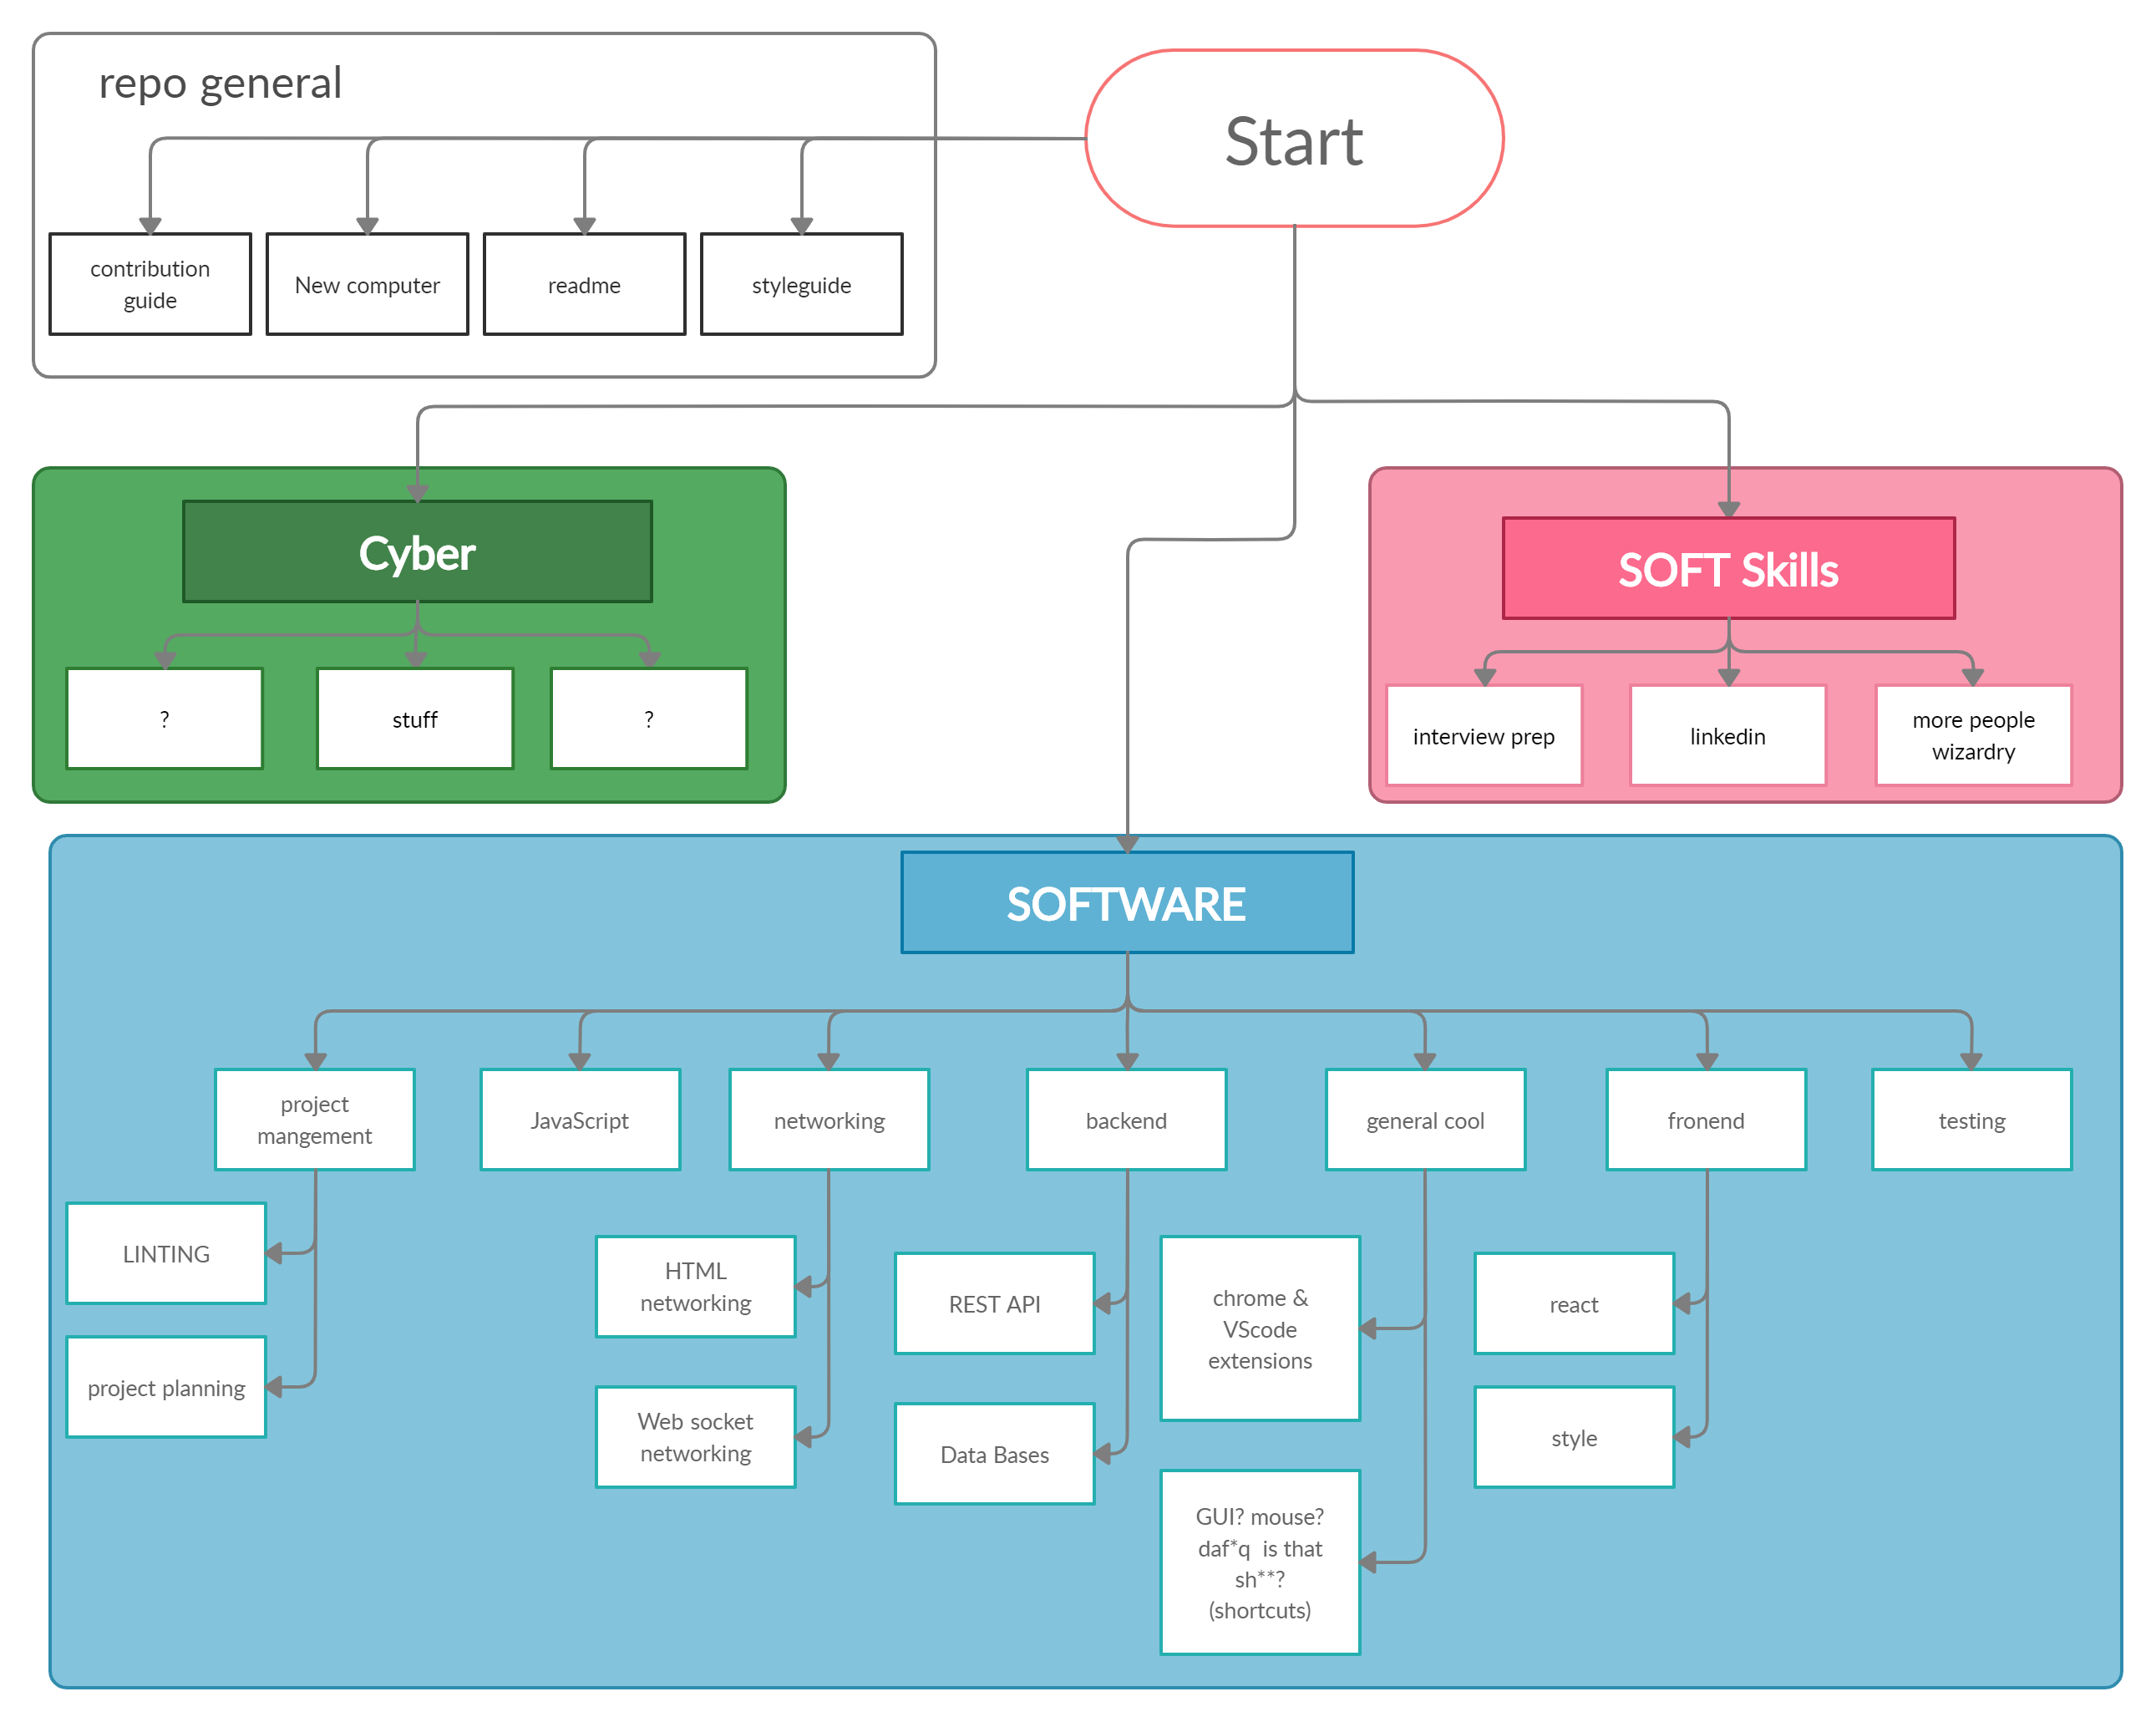 repo general
Start
contribution
guide
New computer
readme
styleguide
Cyber
?
stuff
?
SOFT Skills
interview prep
linkedin
more people
wizardry
SOFTWARE
project
mangement
JavaScript
networking
backend
general cool
fronend
testing
LINTING
project planning
HTML
networking
Web socket
networking
REST API
Data Bases
chrome &
VScode
extensions
GUI? mouse?
daf*q  is that
sh**?
(shortcuts)
react
style